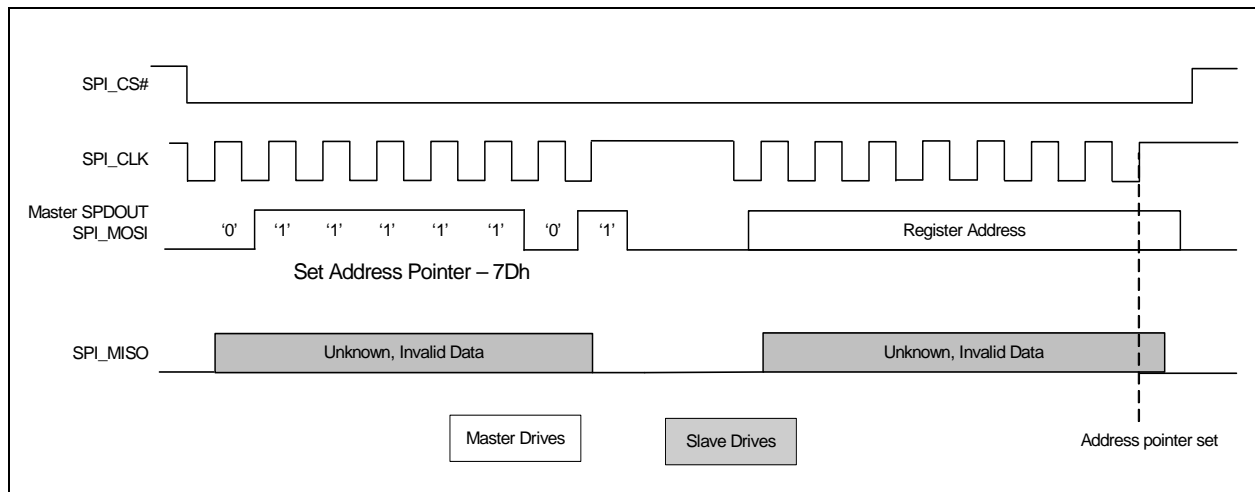 SPI_CS#
SPI_CLK
Master SPDOUT
SPI_MOSI
‘0’ ‘1’ ‘1’ ‘1’ ‘1’ ‘1’ ‘0’ ‘1’
Register Address
Set Address Pointer – 7Dh
SPI_MISO
Unknown, Invalid Data
Unknown, Invalid Data
Master Drives
Slave Drives
Address pointer set